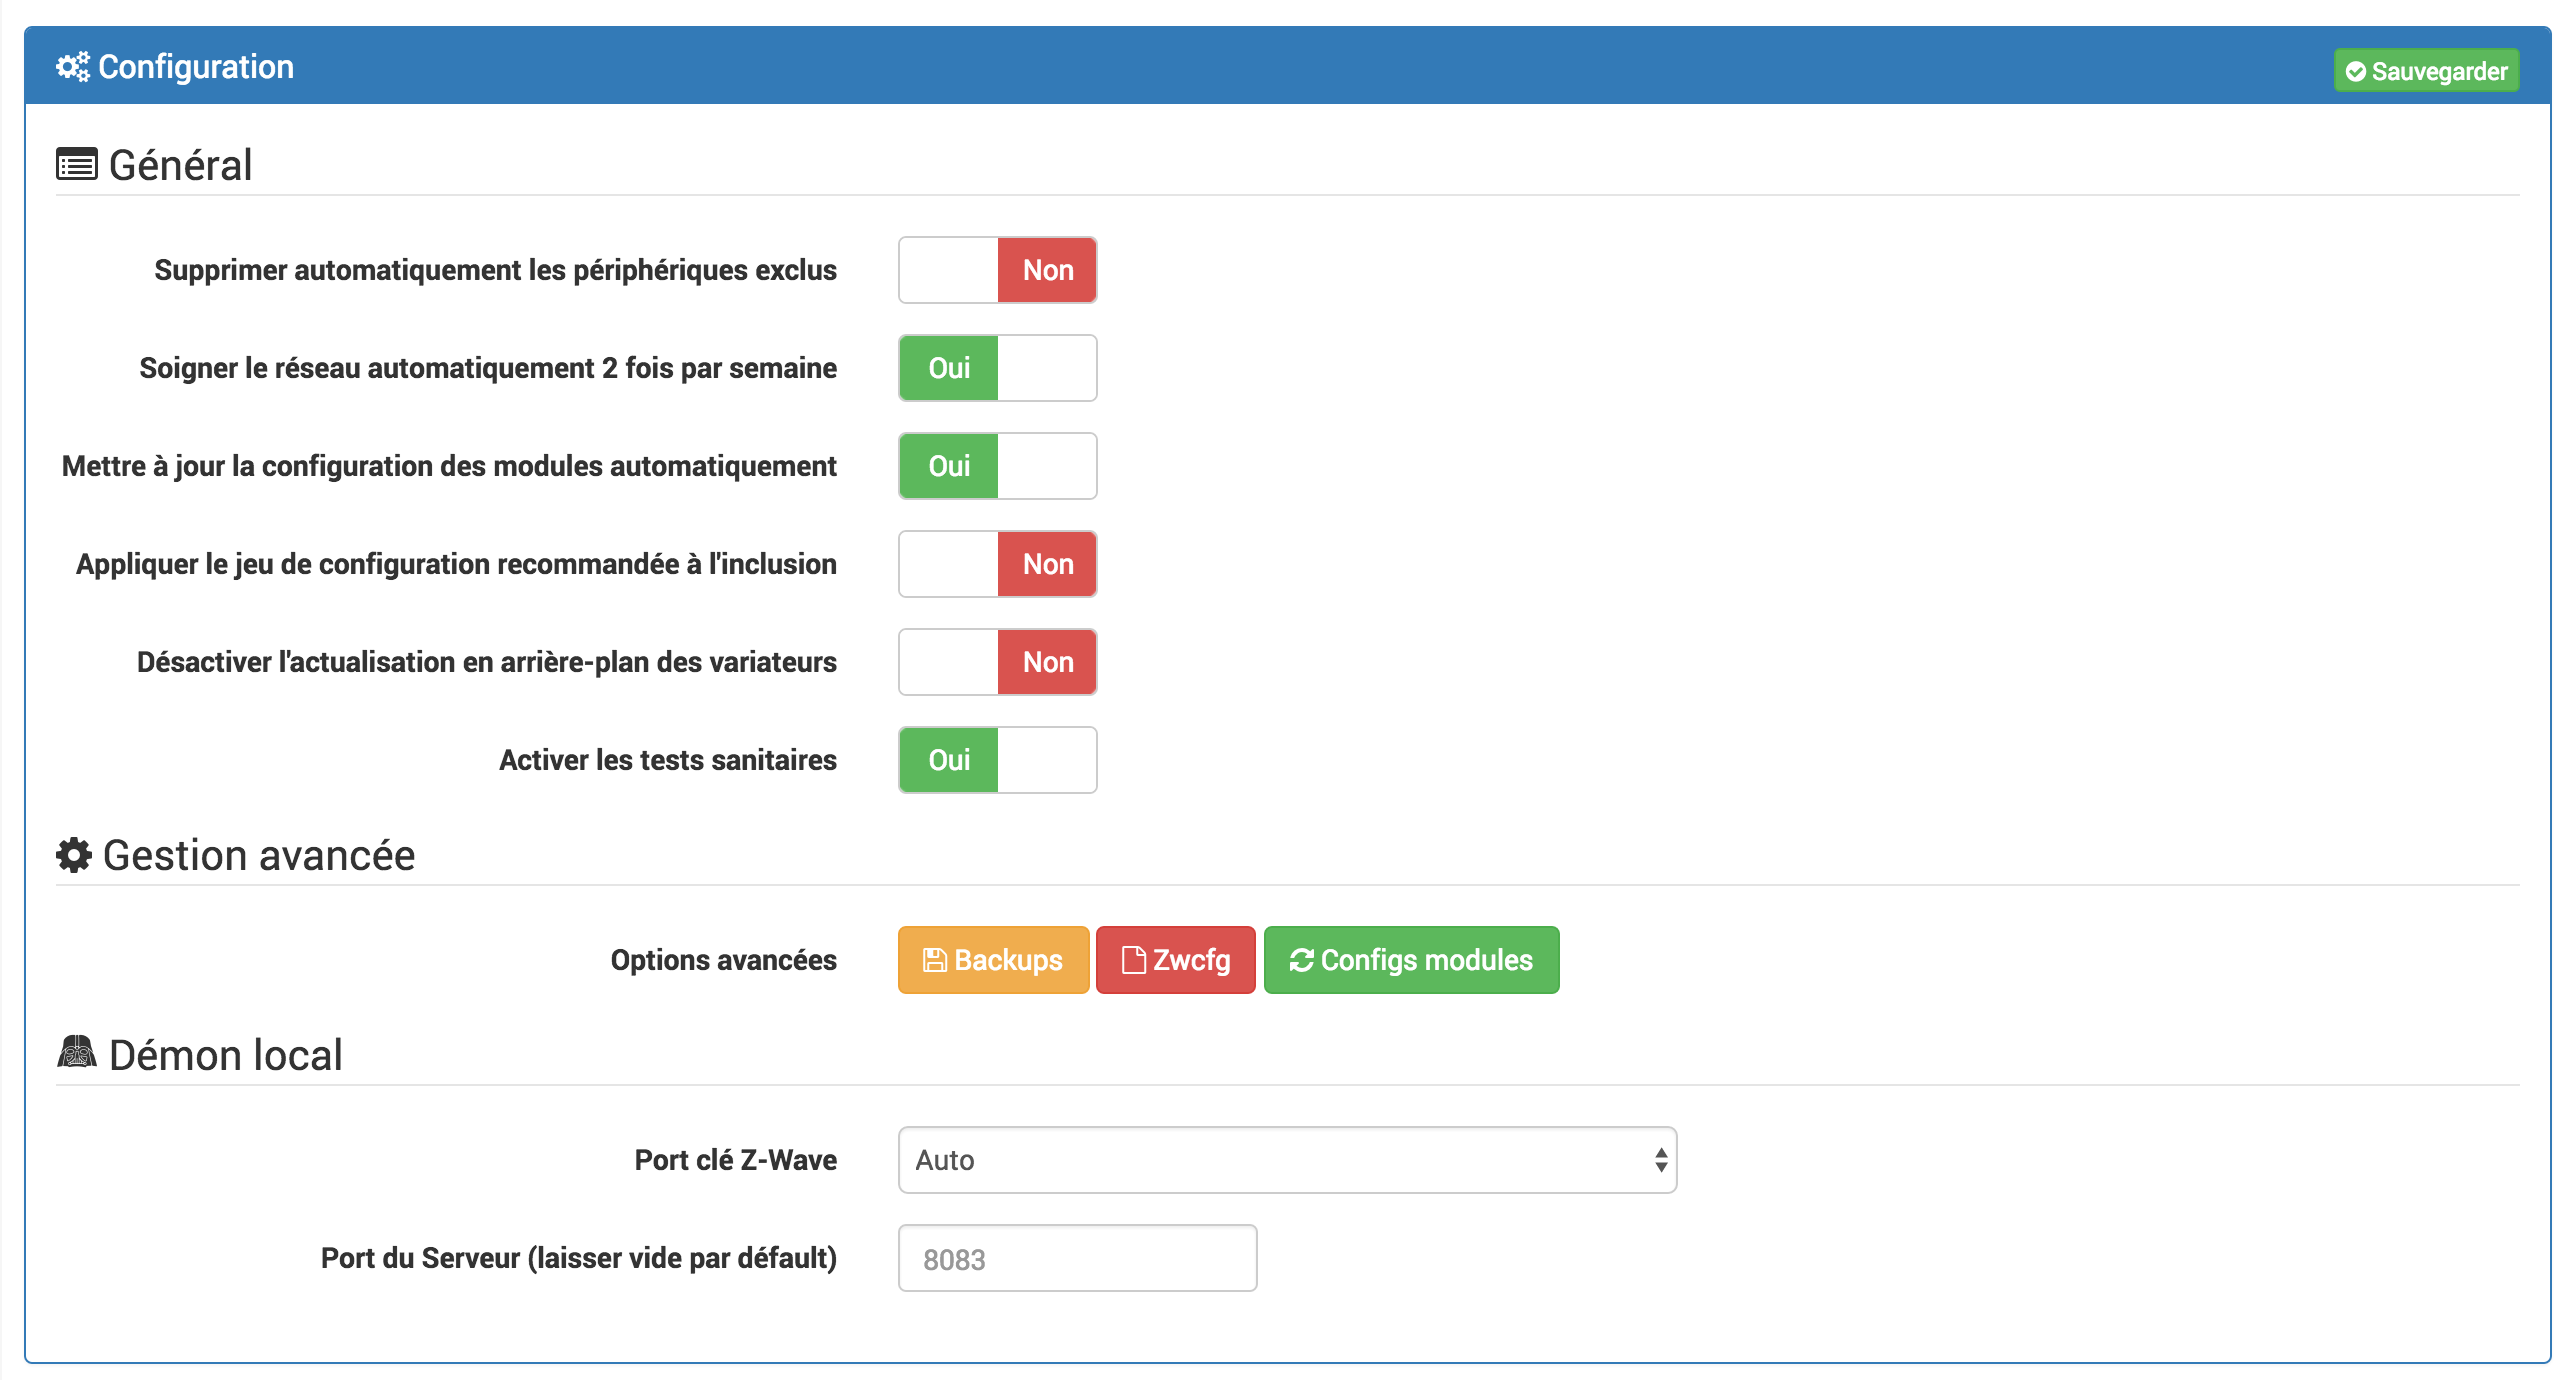 Configuration
Sauvegarder
Général
Supprimer automatiquement les périphériques exclus Non
Soigner le réseau automatiquement 2 fois par semaine Oui
Mettre à jour la configuration des modules automatiquement Oui
Appliquer le jeu de configuration recommandée à l'inclusion Non
Désactiver l'actualisation en arrière-plan des variateurs Non
Activer les tests sanitaires Oui
Gestion avancée
Options avancées Backups Zwcfg Configs modules
Démon local
Port clé Z-Wave Auto
Port du Serveur (laisser vide par défault) 8083